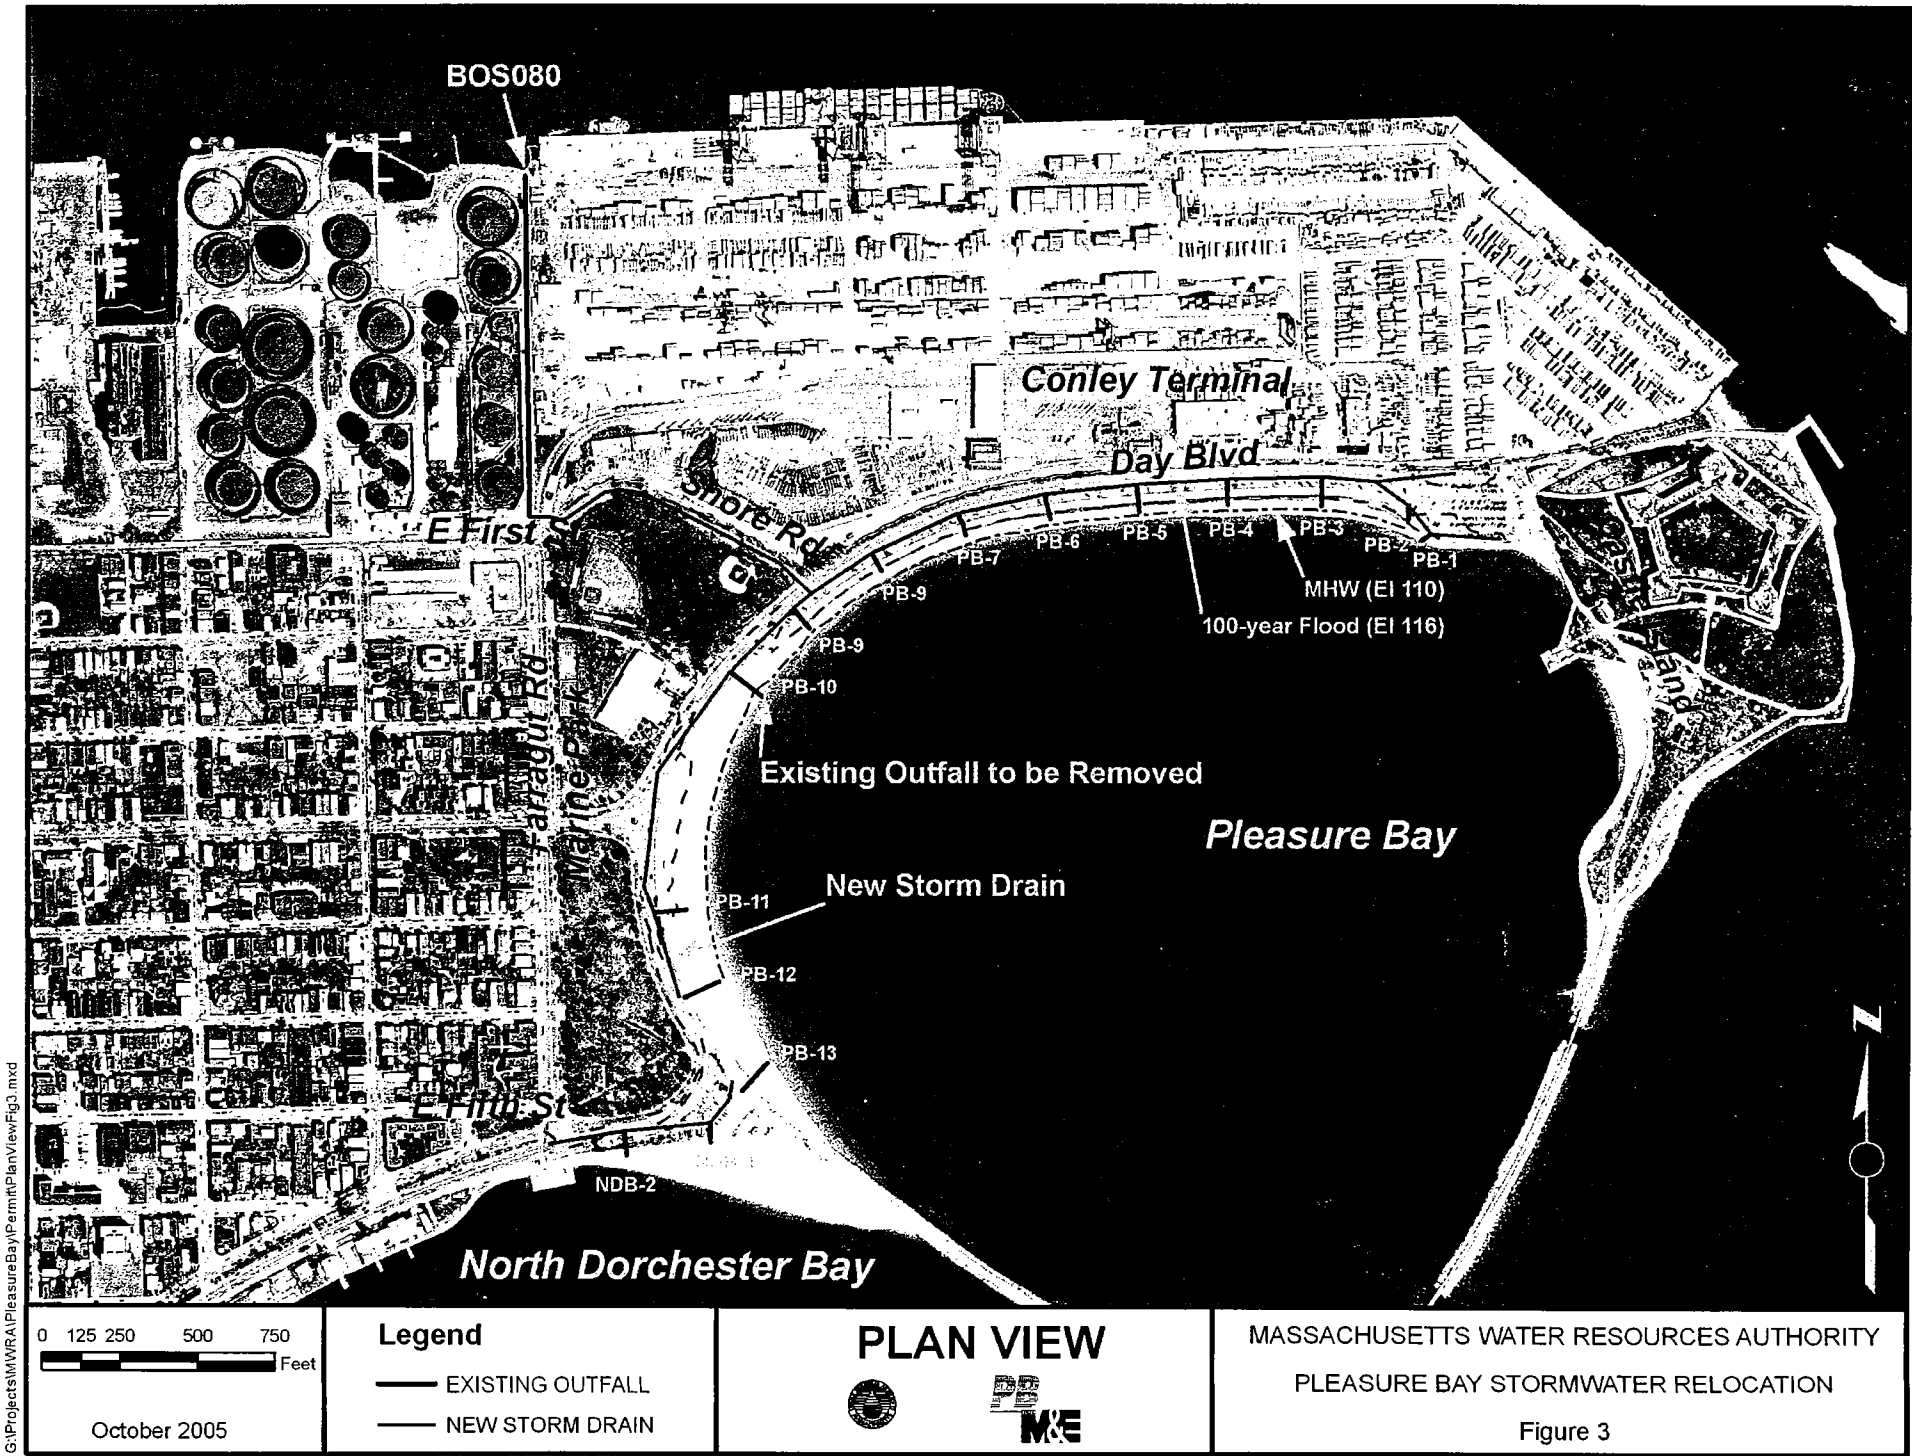 BOS080
Conley Terminal
Day Blvd
Shore Rd
E First St
PB-7
PB-6
PB-5
PB-4
PB-3
PB-2
PB-1
PB-9
MHW (El 110)
100-year Flood (El 116)
Castle Island
PB-9
PB-10
Farragut Rd
Marine Park
Existing Outfall to be Removed
Pleasure Bay
New Storm Drain
PB-11
PB-12
PB-13
E Fifth St
NDB-2
North Dorchester Bay
Z
G:\Projects\MWRA\PleasureBay\Permit\PlanViewFig3.mxd
0 125 250 500 750
Feet
October 2005
Legend
EXISTING OUTFALL
NEW STORM DRAIN
PLAN VIEW
PB
M&E
MASSACHUSETTS WATER RESOURCES AUTHORITY
PLEASURE BAY STORMWATER RELOCATION
Figure 3